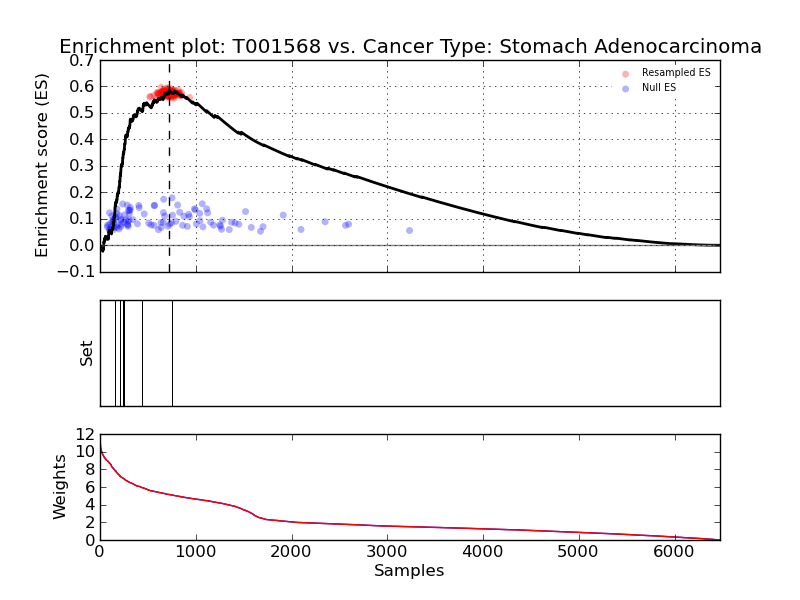 Enrichment plot: T001568 vs. Cancer Type: Stomach Adenocarcinoma
0.7
0.6
0.5
0.4
0.3
0.2
0.1
0.0
−0.1
Enrichment score (ES)
Resampled ES
Null ES
Set
12
10
8
6
4
2
0
Weights
0 1000 2000 3000 4000 5000 6000
Samples